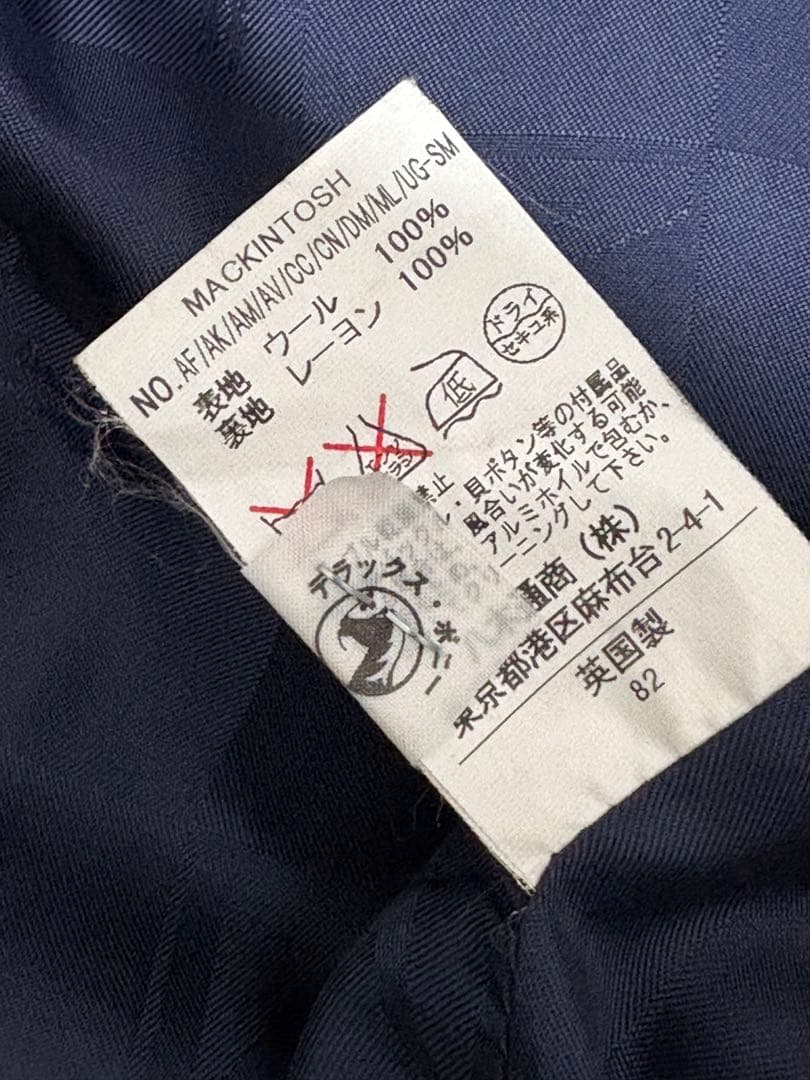 MACKINTOSH
NO. AF/AK/AM/AV/CC/CN/DM/ML/UG-SM
表地 ウール 100%
裏地 レーヨン 100%
低
ドライ
セキユ系
禁止
・貝ボタン等の付属品
風合いが変化する可能
アルミホイルで包むか、
ーニングして下さい。
通商(株)
東京都港区麻布台2-4-1
英国製
82
デラックス・ポニー